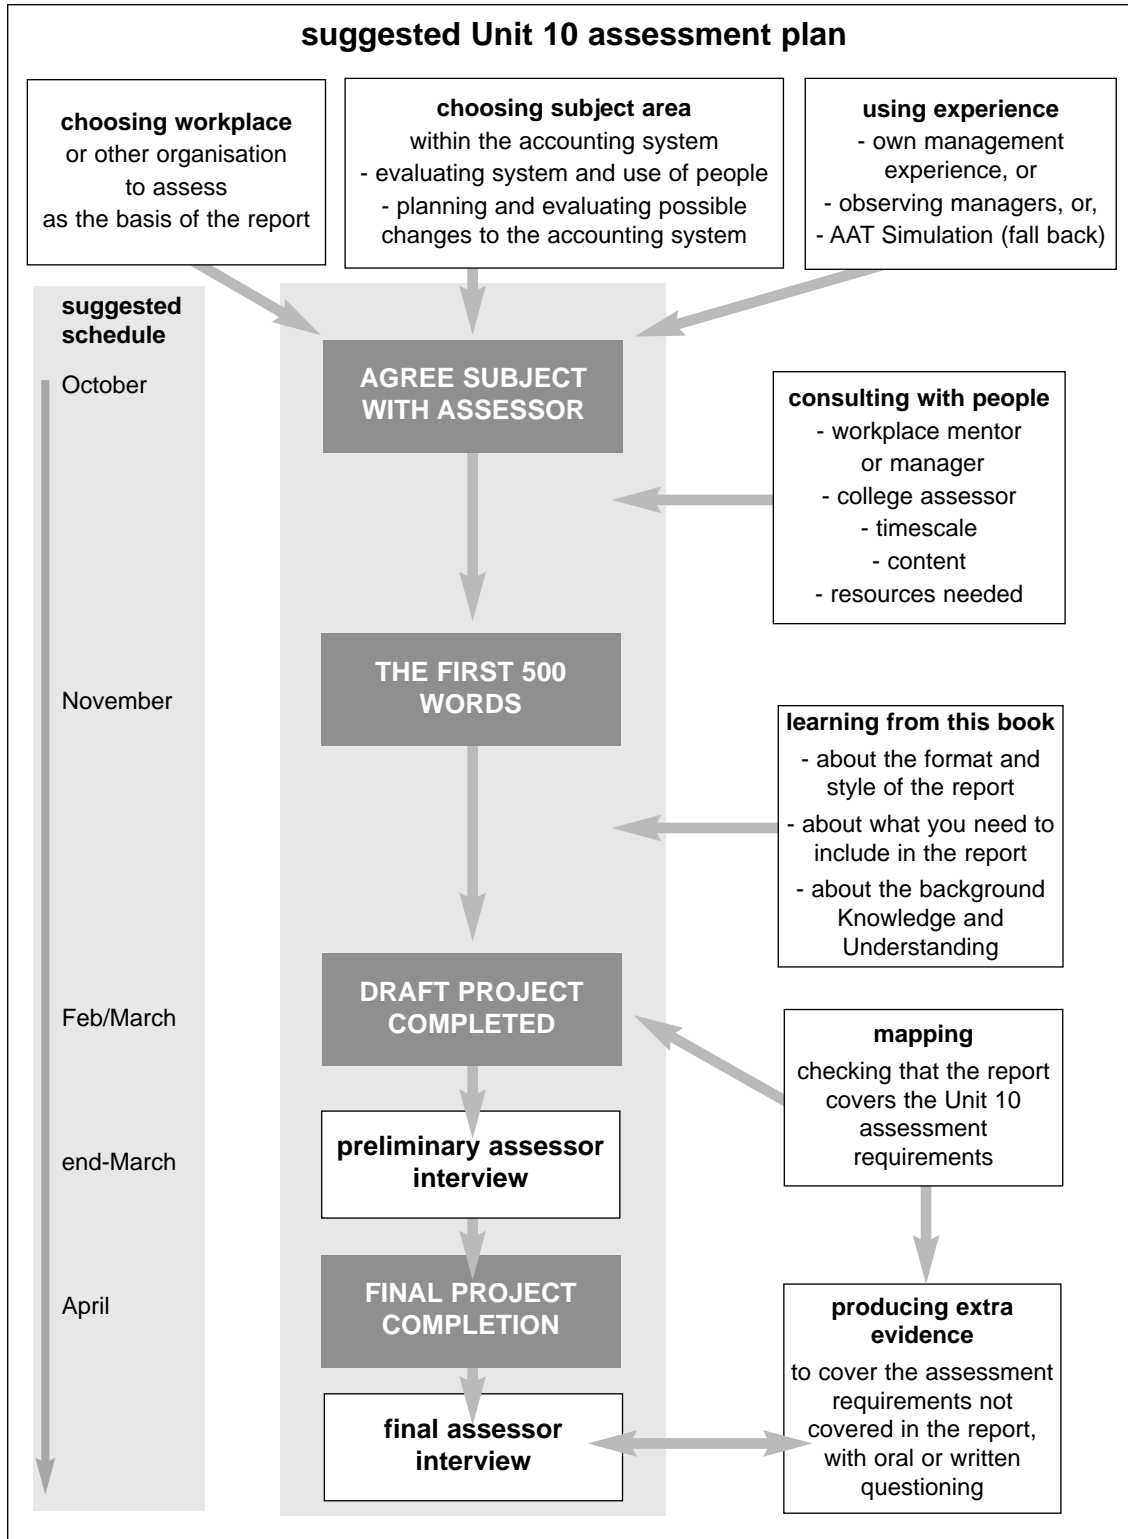 suggested Unit 10 assessment plan
choosing workplace
or other organisation
to assess
as the basis of the report
choosing subject area
within the accounting system
- evaluating system and use of people
- planning and evaluating possible
changes to the accounting system
using experience
- own management
experience, or
- observing managers, or,
- AAT Simulation (fall back)
suggested
schedule
October
AGREE SUBJECT
WITH ASSESSOR
consulting with people
- workplace mentor
or manager
- college assessor
- timescale
- content
- resources needed
November
THE FIRST 500
WORDS
learning from this book
- about the format and
style of the report
- about what you need to
include in the report
- about the background
Knowledge and
Understanding
Feb/March
DRAFT PROJECT
COMPLETED
mapping
checking that the report
covers the Unit 10
assessment
requirements
end-March
preliminary assessor
interview
April
FINAL PROJECT
COMPLETION
producing extra
evidence
to cover the assessment
requirements not
covered in the report,
with oral or written
questioning
final assessor
interview